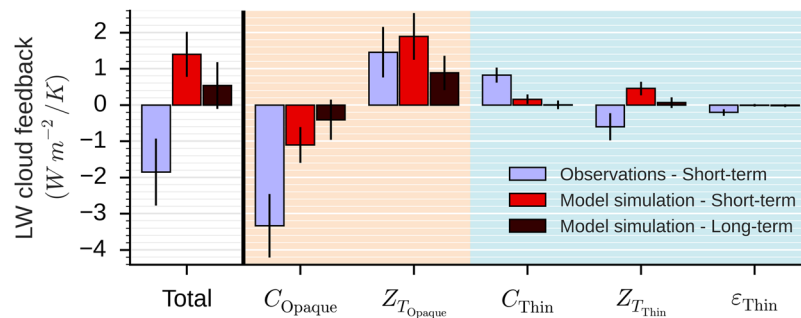 LW cloud feedback
(W m⁻²/K)
2
1
0
−1
−2
−3
−4
Observations - Short-term
Model simulation - Short-term
Model simulation - Long-term
Total C_Opaque Z_T_Opaque C_Thin Z_T_Thin ε_Thin